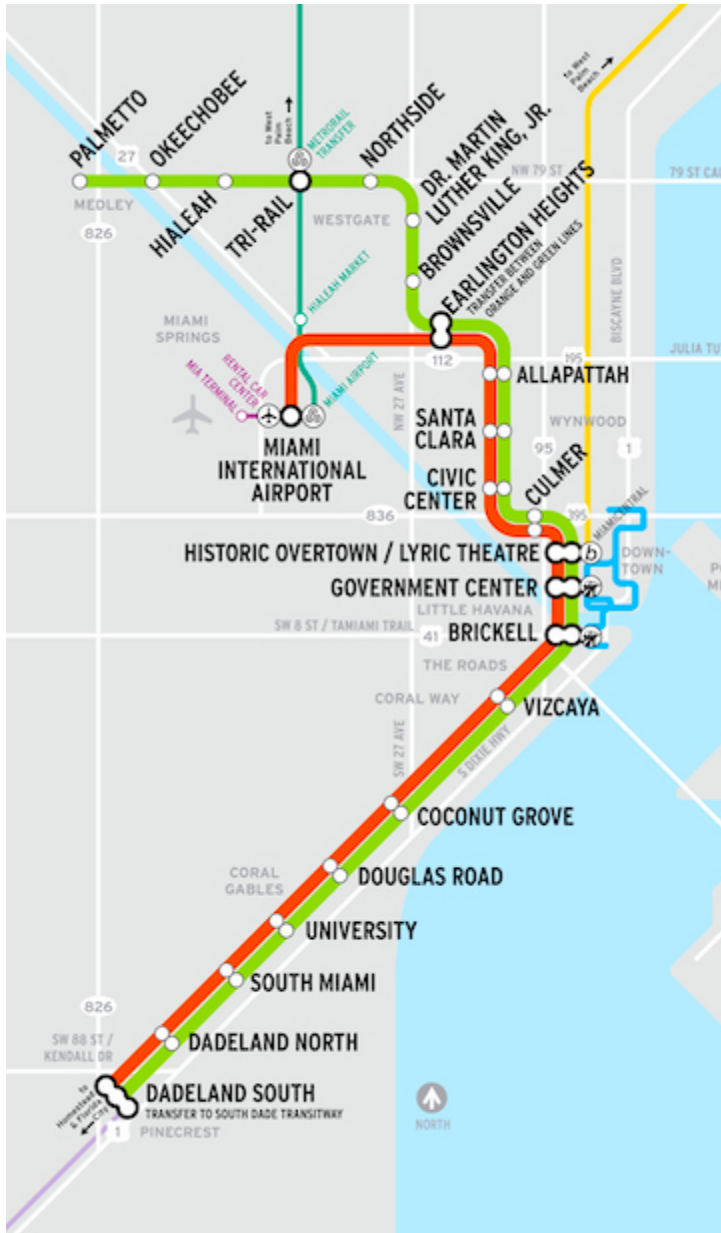 to West
Palm
Beach
to West
Palm
Beach
METRORAIL
TRANSFER
PALMETTO
OKEECHOBEE
HIALEAH
TRI-RAIL
NORTHSIDE
DR. MARTIN
LUTHER KING, JR.
BROWNSVILLE
EARLINGTON HEIGHTS
TRANSFER BETWEEN
ORANGE AND GREEN LINES
27
NW 79 ST
79 ST CAU
MEDLEY
826
WESTGATE
HIALEAH MARKET
BISCAYNE BLVD
MIAMI
SPRINGS
112
195
JULIA TU
RENTAL CAR
CENTER
MIA TERMINAL
MIAMI AIRPORT
NW 27 AVE
ALLAPATTAH
MIAMI
INTERNATIONAL
AIRPORT
SANTA
CLARA
WYNWOOD
95
1
CIVIC
CENTER
CULMER
836
395
MIAMICENTRAL
HISTORIC OVERTOWN / LYRIC THEATRE
b
DOWN-
TOWN
GOVERNMENT CENTER
LITTLE HAVANA
SW 8 ST / TAMIAMI TRAIL
41
BRICKELL
THE ROADS
CORAL WAY
VIZCAYA
S DIXIE HWY
SW 27 AVE
COCONUT GROVE
CORAL
GABLES
DOUGLAS ROAD
UNIVERSITY
SOUTH MIAMI
826
SW 88 ST /
KENDALL DR
DADELAND NORTH
to
Homestead
& Florida
City
DADELAND SOUTH
TRANSFER TO SOUTH DADE TRANSITWAY
1
PINECREST
NORTH